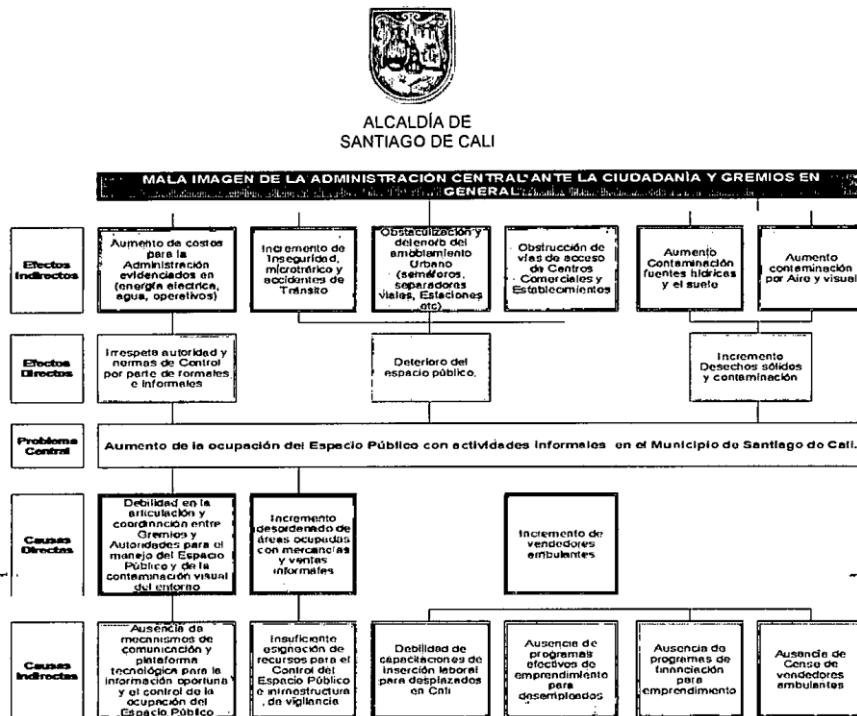 ALCALDÍA DE
SANTIAGO DE CALI
MALA IMAGEN DE LA ADMINISTRACIÓN CENTRAL ANTE LA CIUDADANÍA Y GREMIOS EN
GENERAL
Efectos
Indirectos
Aumento de costos
para la
Administración
evidenciados en
(energía electrica,
agua, operativos)
Incremento de
Inseguridad,
microtráfico y
accidentes de
Tránsito
Obstaculización y
deterioro del
amoblamiento
Urbano
(semáforos,
separadores
viales, Estaciones
etc)
Obstrucción de
vías de acceso
de Centros
Comerciales y
Establecimientos
Aumento
Contaminación
fuentes hídricas
y el suelo
Aumento
contaminación
por Aire y visual
Efectos
Directos
Irrespeto autoridad y
normas de Control
por parte de formales
e informales
Deterioro del
espacio público.
Incremento
Desechos sólidos
y contaminación
Problema
Central
Aumento de la ocupación del Espacio Público con actividades informales en el Municipio de Santiago de Cali.
Causas
Directas
Debilidad en la
articulación y
coordinación entre
Gremios y
Autoridades para el
manejo del Espacio
Público y de la
contaminación visual
del entorno
Incremento
desordenado de
áreas ocupadas
con mercancías
y ventas
informales
Incremento de
vendedores
ambulantes
Causas
Indirectas
Ausencia de
mecanismos de
comunicación y
plataforma
tecnológica para la
información oportuna
y el control de la
ocupación del
Espacio Público
Insuficiente
asignación de
recursos para el
Control del
Espacio Público
e infraestructura
de vigilancia
Debilidad de
capacitaciones de
inserción laboral
para desplazados
en Cali
Ausencia de
programas
efectivos de
emprendimiento
para
desempleados
Ausencia de
programas de
financiación
para
emprendimiento
Ausencia de
Censo de
vendedores
ambulantes